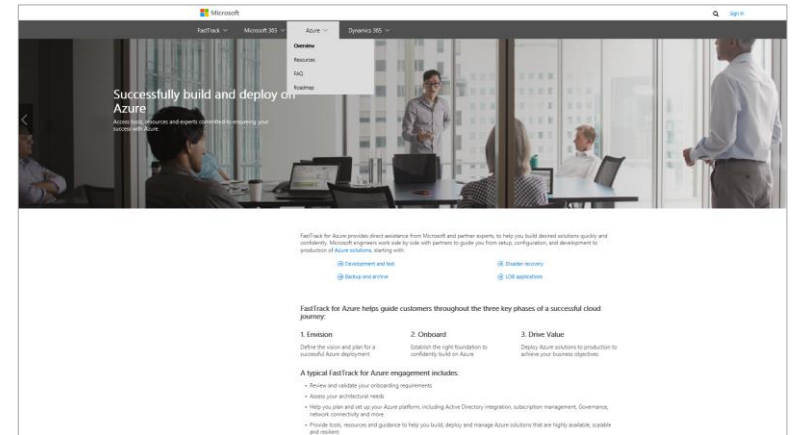 Microsoft
Sign in
FastTrack
Microsoft 365
Azure
Dynamics 365
Overview
Resources
FAQ
Roadmap
Successfully build and deploy on
Azure
Access tools, resources and experts committed to ensuring your
success with Azure.
FastTrack for Azure provides direct assistance from Microsoft and partner experts, to help you build desired solutions quickly and
confidently. Microsoft engineers work side by side with partners to guide you from setup, configuration, and development to
production of Azure solutions, starting with:
Development and test
Disaster recovery
Backup and archive
LOB applications
FastTrack for Azure helps guide customers throughout the three key phases of a successful cloud
journey:
1. Envision
2. Onboard
3. Drive Value
Define the vision and plan for a
successful Azure deployment
Establish the right foundation to
confidently build on Azure
Deploy Azure solutions to production to
achieve your business objectives
A typical FastTrack for Azure engagement includes:
• Review and validate your onboarding requirements
• Assess your architectural needs
• Help you plan and set up your Azure platform, including Active Directory integration, subscription management, Governance,
network connectivity and more
• Provide tools, resources and guidance to help you build, deploy and manage Azure solutions that are highly available, scalable
and resilient